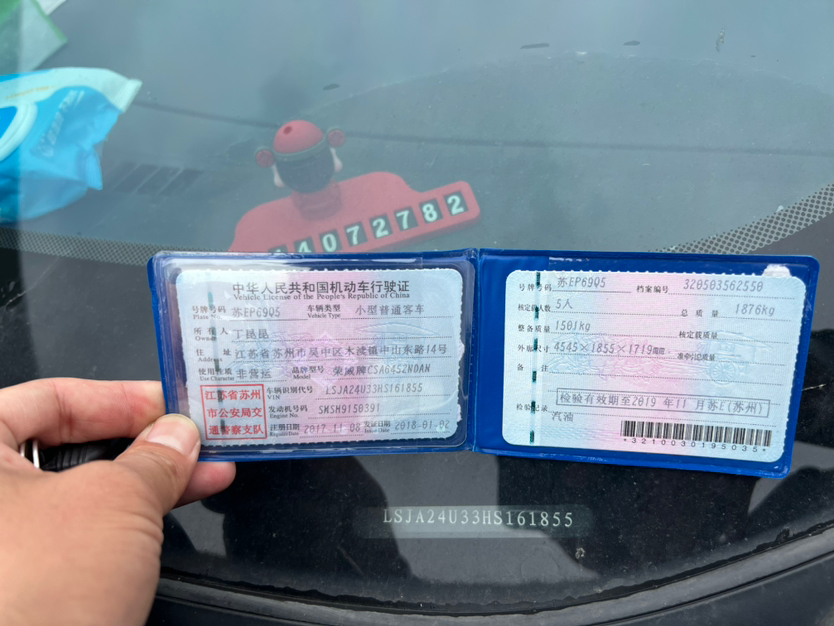 4072782
中华人民共和国机动车行驶证
Vehicle License of the People's Republic of China
号牌号码 苏EP69Q5 车辆类型 小型普通客车
Plate No. Vehicle Type
所有人 丁昆昆
Owner
住址 江苏省苏州市吴中区木渎镇中山东路14号
Address
使用性质 非营运 品牌型号 荣威牌CSA6452NDAN
Use Character Model
江苏省苏州
市公安局交
通警察支队
车辆识别代号 LSJA24U33HS161855
VIN
发动机号码 SMSH9150391
Engine No.
注册日期 2017-11-08 发证日期 2018-01-02
Register Date Issue Date
号牌号码 苏EP69Q5 档案编号 320503562550
核定载人数 5人 总质量 1876kg
整备质量 1501kg 核定载质量
外廓尺寸 4545×1855×1719mm 准牵引总质量
备注
检验记录 检验有效期至2019年11月苏E(苏州)
汽油
*3210030195035*
LSJA24U33HS161855